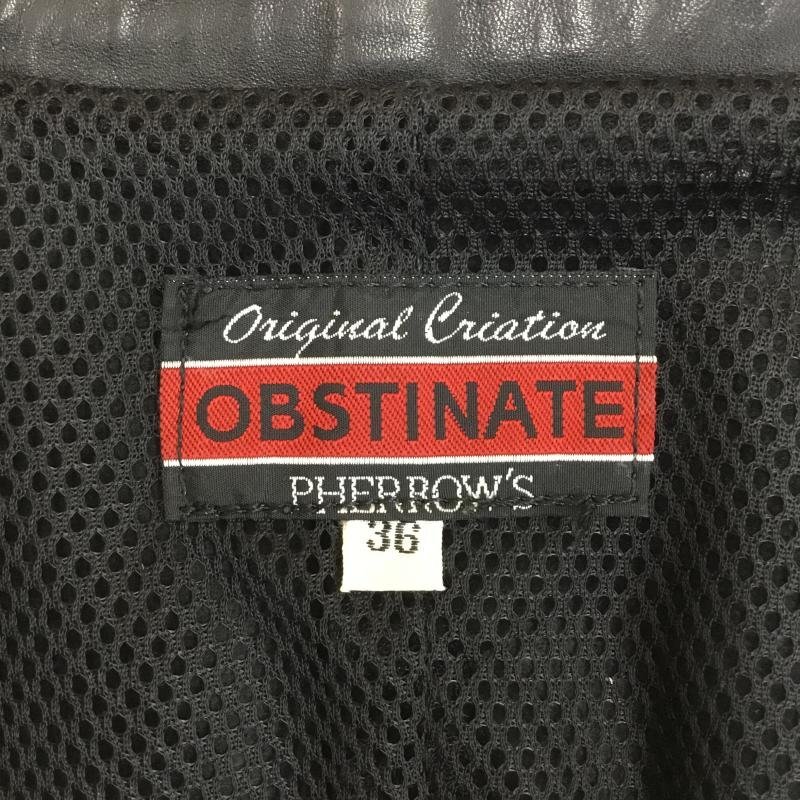 Original Criation
OBSTINATE
PHERROW'S
36